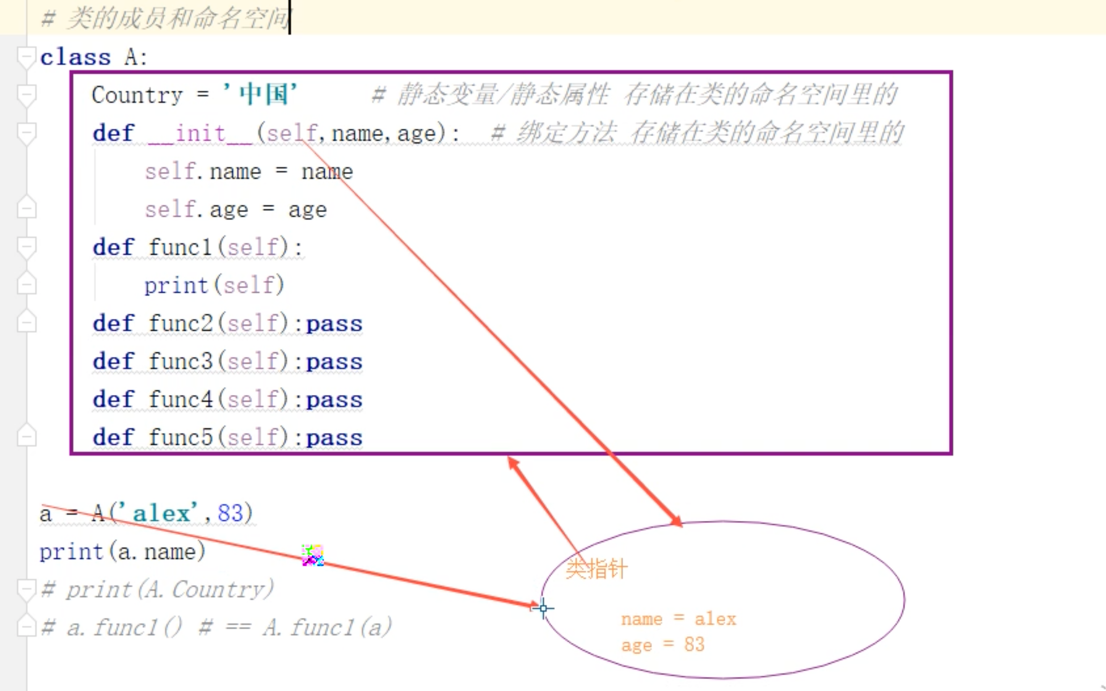 # 类的成员和命名空间
class A:
Country = '中国' # 静态变量/静态属性 存储在类的命名空间里的
def __init__(self,name,age): # 绑定方法 存储在类的命名空间里的
self.name = name
self.age = age
def func1(self):
print(self)
def func2(self):pass
def func3(self):pass
def func4(self):pass
def func5(self):pass
a = A('alex',83)
print(a.name)
# print(A.Country)
# a.func1() # == A.func1(a)
类指针
name = alex
age = 83